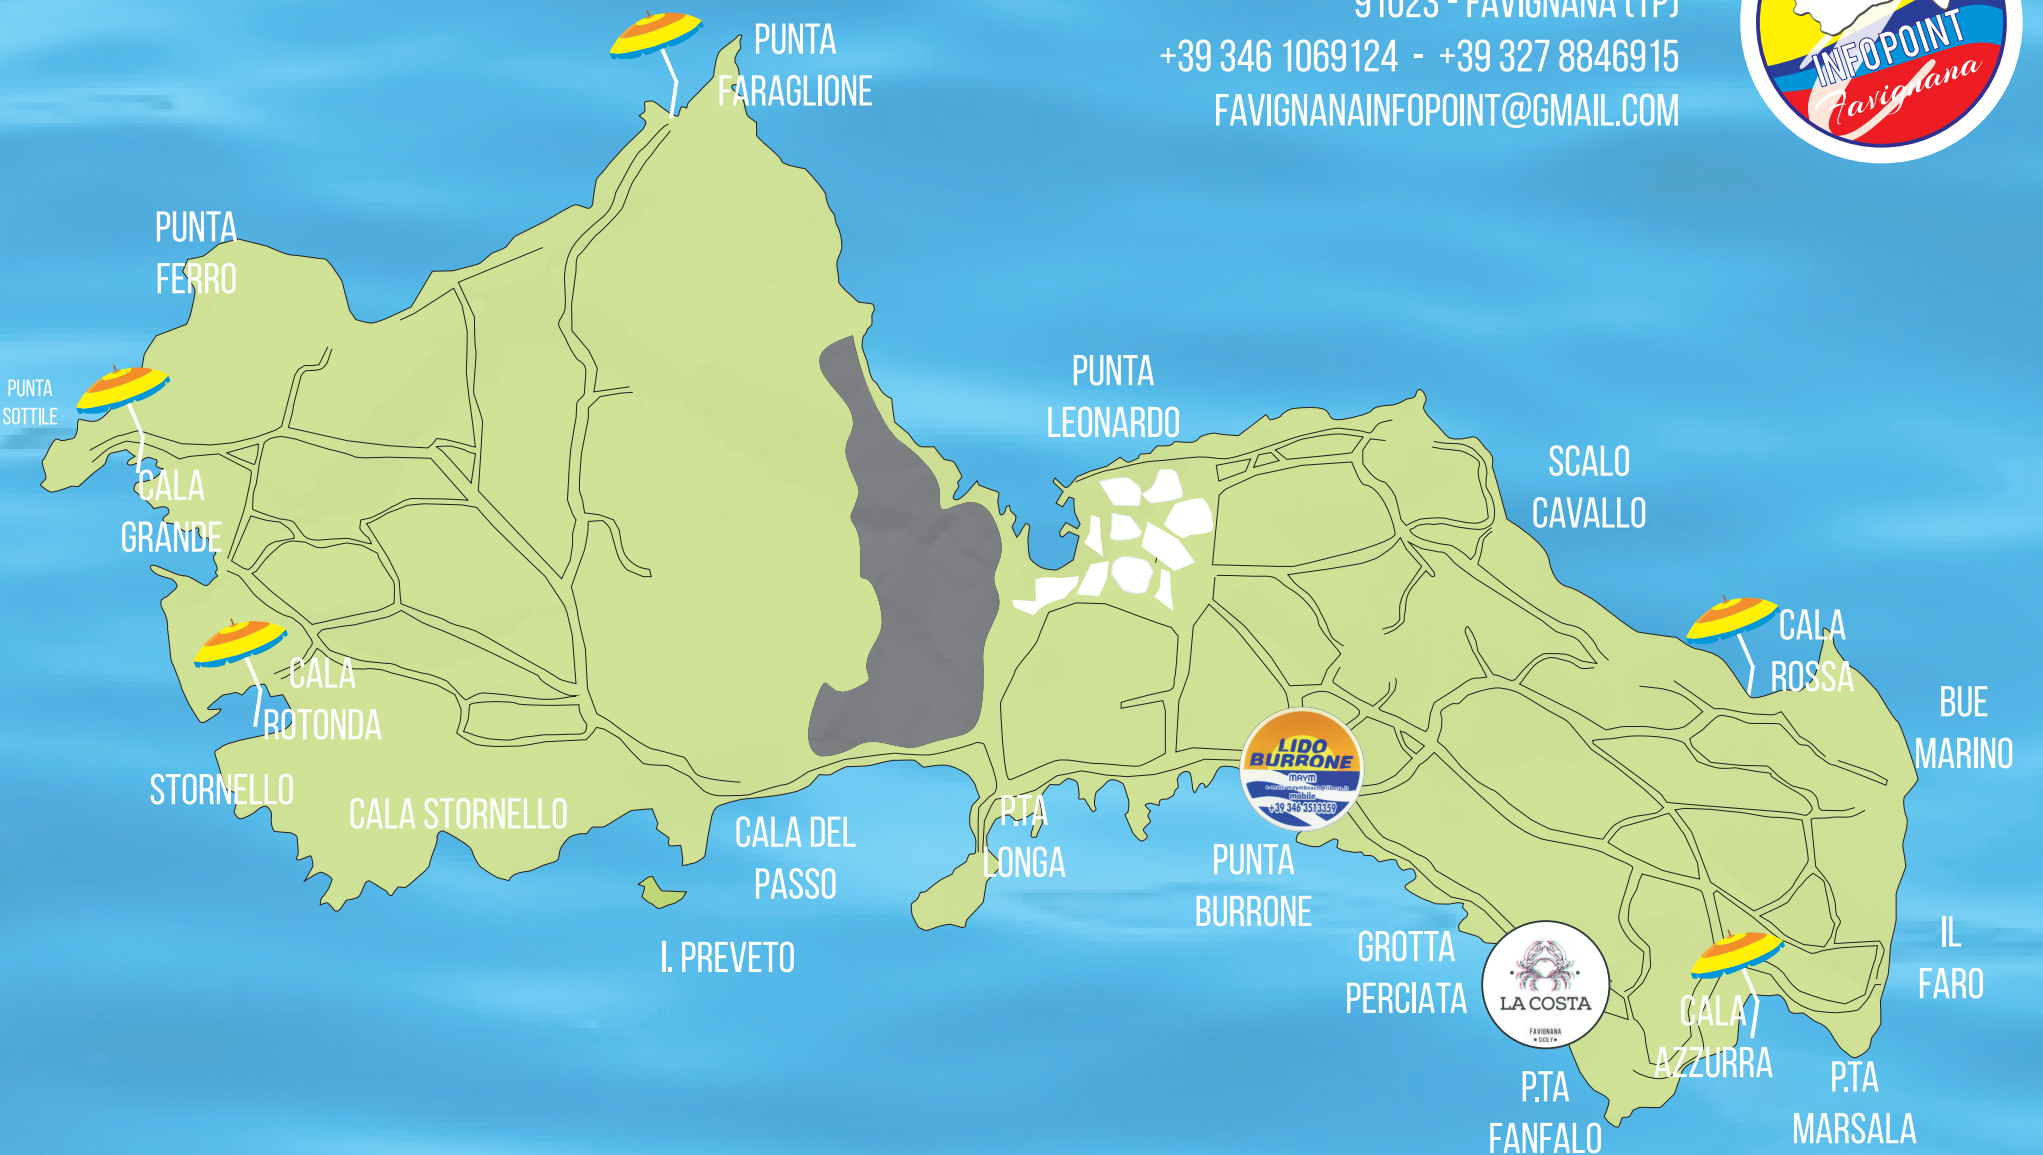 91023 - FAVIGNANA (TP)
+39 346 1069124 - +39 327 8846915
FAVIGNANAINFOPOINT@GMAIL.COM
INFOPOINT
Favignana
PUNTA
FARAGLIONE
PUNTA
FERRO
PUNTA
SOTTILE
CALA
GRANDE
PUNTA
LEONARDO
SCALO
CAVALLO
CALA
ROSSA
BUE
MARINO
CALA
ROTONDA
STORNELLO
CALA STORNELLO
CALA DEL
PASSO
I. PREVETO
P.TA
LONGA
LIDO
BURRONE
MAYM
mobile
+39 346 3513359
PUNTA
BURRONE
GROTTA
PERCIATA
LA COSTA
FAVIGNANA
SICILY
CALA
AZZURRA
IL
FARO
P.TA
FANFALO
P.TA
MARSALA